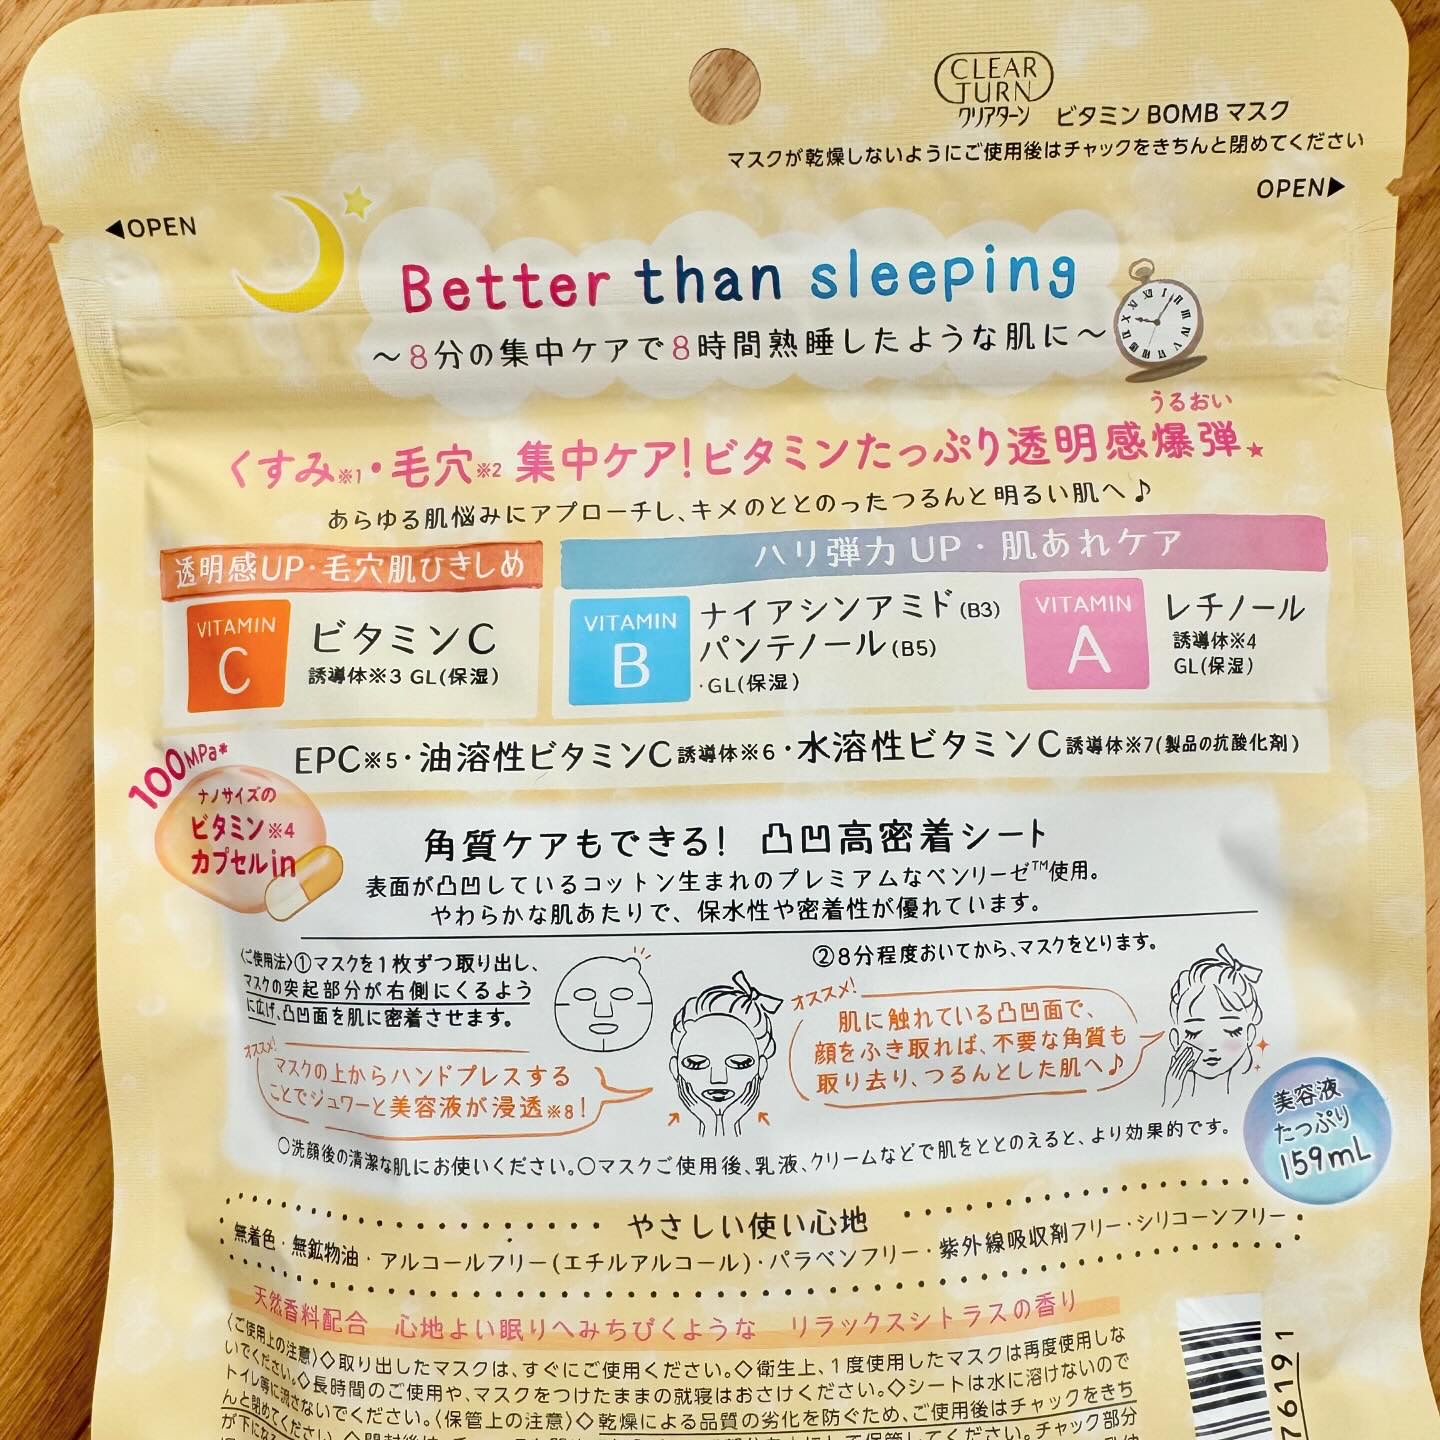 CLEAR
TURN
クリアターン ビタミン BOMB マスク
マスクが乾燥しないようにご使用後はチャックをきちんと閉めてください
OPEN▶
◀OPEN
Better than sleeping
～8分の集中ケアで8時間熟睡したような肌に～
うるおい
くすみ※1・毛穴※2 集中ケア!ビタミンたっぷり透明感爆弾★
あらゆる肌悩みにアプローチし、キメのととのったつるんと明るい肌へ♪
透明感UP・毛穴肌ひきしめ
VITAMIN
C
ビタミンC
誘導体※3 GL(保湿)
ハリ弾力UP・肌あれケア
VITAMIN
B
ナイアシンアミド(B3)
パンテノール(B5)
・GL(保湿)
VITAMIN
A
レチノール
誘導体※4
GL(保湿)
EPC※5・油溶性ビタミンC誘導体※6・水溶性ビタミンC誘導体※7(製品の抗酸化剤)
100MPa*
ナノサイズの
ビタミン※4
カプセルin
角質ケアもできる! 凸凹高密着シート
表面が凸凹しているコットン生まれのプレミアムなベンリーゼ™使用。
やわらかな肌あたりで、保水性や密着性が優れています。
〈ご使用法〉①マスクを1枚ずつ取り出し、
マスクの突起部分が右側にくるよう
に広げ、凸凹面を肌に密着させます。
オススメ!
マスクの上からハンドプレスする
ことでジュワーと美容液が浸透※8!
②8分程度おいてから、マスクをとります。
オススメ!
肌に触れている凸凹面で、
顔をふき取れば、不要な角質も
取り去り、つるんとした肌へ♪
○洗顔後の清潔な肌にお使いください。○マスクご使用後、乳液、クリームなどで肌をととのえると、より効果的です。
美容液
たっぷり
159mL
やさしい使い心地
無着色・無鉱物油・アルコールフリー(エチルアルコール)・パラベンフリー・紫外線吸収剤フリー・シリコーンフリー
天然香料配合 心地よい眠りへみちびくような リラックスシトラスの香り
〈ご使用上の注意〉◇取り出したマスクは、すぐにご使用ください。◇衛生上、1度使用したマスクは再度使用しな
いでください。◇長時間のご使用や、マスクをつけたままの就寝はおさけください。◇シートは水に溶けないので
トイレ等に流さないでください。〈保管上の注意〉◇乾燥による品質の劣化を防ぐため、ご使用後はチャックをきち
んと閉めてください。
76191